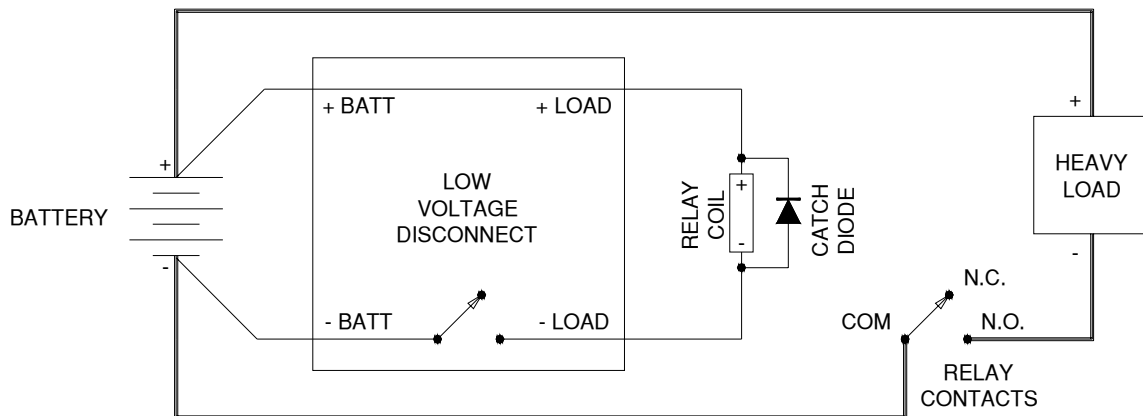 + BATT
+ LOAD
+
HEAVY
LOAD
-
+
BATTERY
-
LOW
VOLTAGE
DISCONNECT
RELAY
COIL
+
-
CATCH
DIODE
- BATT
- LOAD
COM
N.C.
N.O.
RELAY
CONTACTS